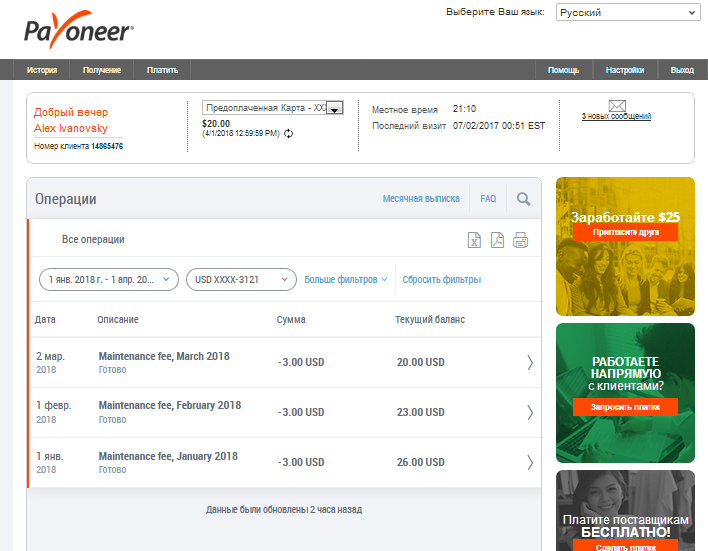 Выберите Ваш язык: Русский
Payoneer®
История Получение Платить Помощь Настройки Выход
Добрый вечер
Alex Ivanovsky
Номер клиента 14865476
Предоплаченная Карта - XXX
$20.00
(4/1/2018 12:59:59 PM)
Местное время 21:10
Последний визит 07/02/2017 00:51 EST
3 новых сообщений
Операции Месячная выписка FAQ
Все операции
1 янв. 2018 г. - 1 апр. 20... USD XXXX-3121 Больше фильтров Сбросить фильтры
Дата Описание Сумма Текущий баланс
2 мар. Maintenance fee, March 2018 -3.00 USD 20.00 USD
2018 Готово
1 февр. Maintenance fee, February 2018 -3.00 USD 23.00 USD
2018 Готово
1 янв. Maintenance fee, January 2018 -3.00 USD 26.00 USD
2018 Готово
Данные были обновлены 2 часа назад
Заработайте $25
Пригласите друга
РАБОТАЕТЕ
НАПРЯМУЮ
с клиентами?
Запросить платеж
Платите поставщикам
БЕСПЛАТНО!
Сделать платеж